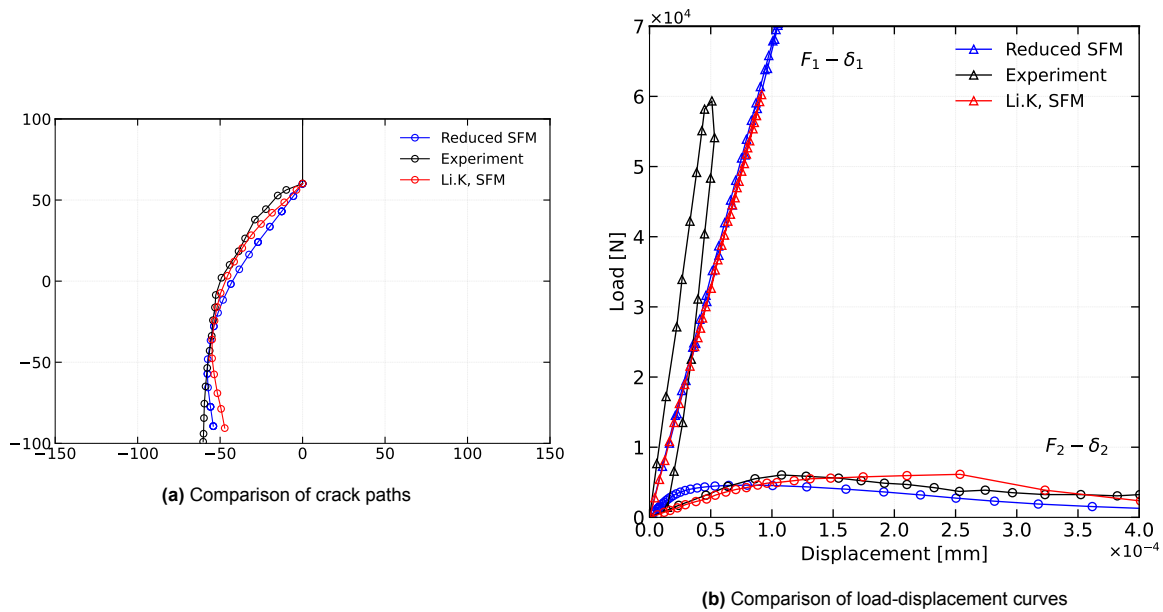 100
50
0
−50
−100
−150
−100
−50
0
50
100
150
Reduced SFM
Experiment
Li.K, SFM
(a) Comparison of crack paths
×10⁴
7
6
5
4
3
2
1
0
Load [N]
F₁ − δ₁
Reduced SFM
Experiment
Li.K, SFM
F₂ − δ₂
0.0
0.5
1.0
1.5
2.0
2.5
3.0
3.5
4.0
Displacement [mm]
×10⁻⁴
(b) Comparison of load-displacement curves